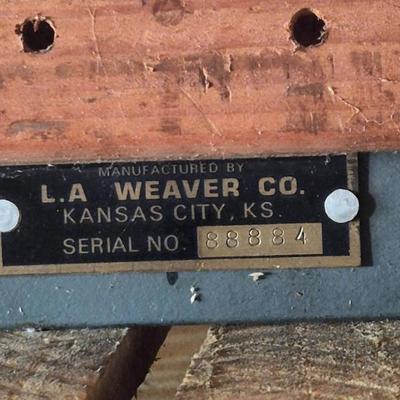 MANUFACTURED BY
L.A WEAVER CO.
KANSAS CITY, KS.
SERIAL NO. 88884